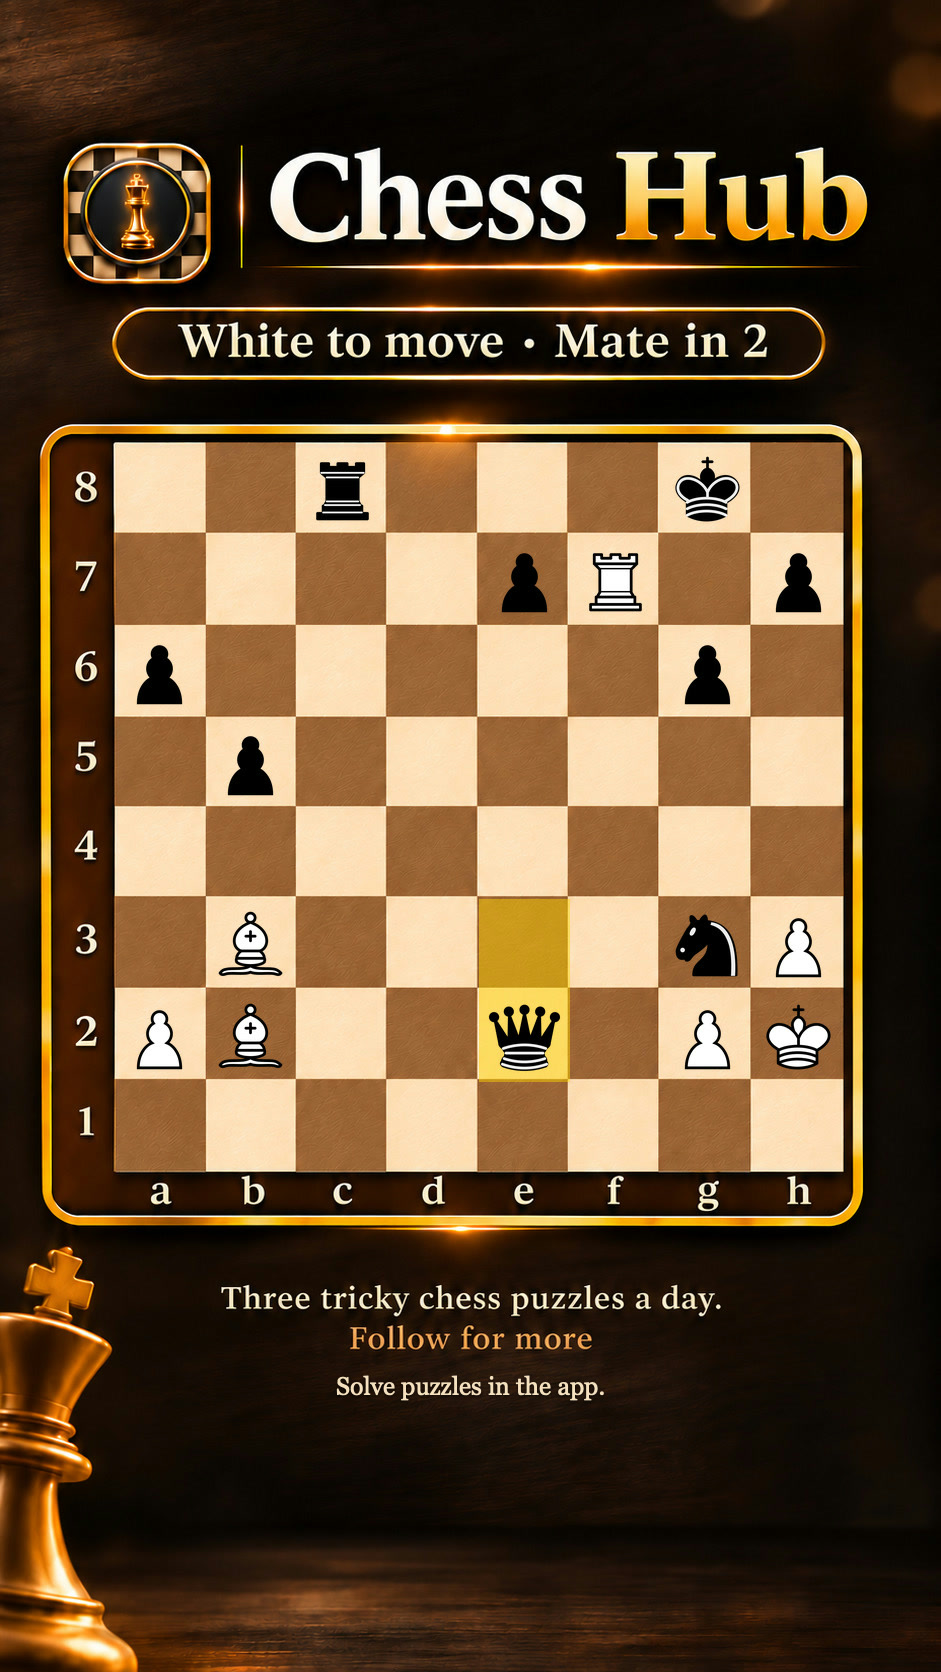 Chess Hub
White to move · Mate in 2
8
7
6
5
4
3
2
1
a b c d e f g h
Three tricky chess puzzles a day.
Follow for more
Solve puzzles in the app.